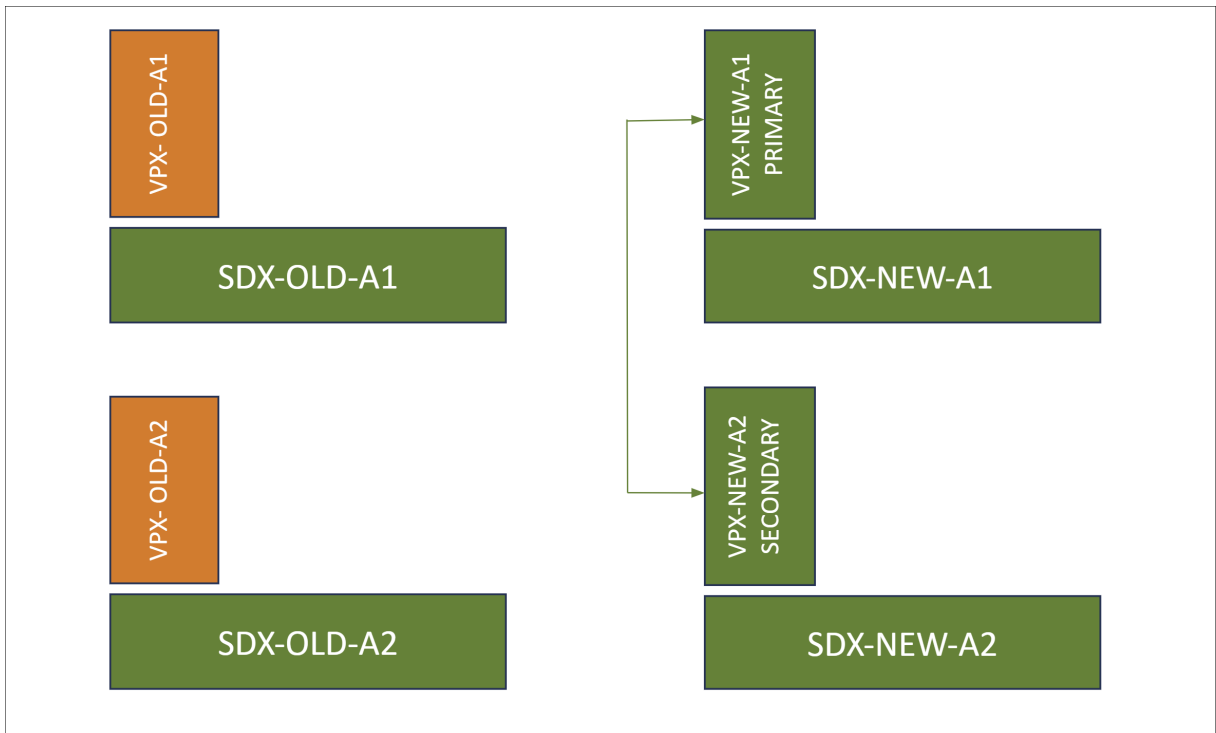 VPX- OLD-A1
SDX-OLD-A1
VPX- OLD-A2
SDX-OLD-A2
VPX-NEW-A1
PRIMARY
SDX-NEW-A1
VPX-NEW-A2
SECONDARY
SDX-NEW-A2